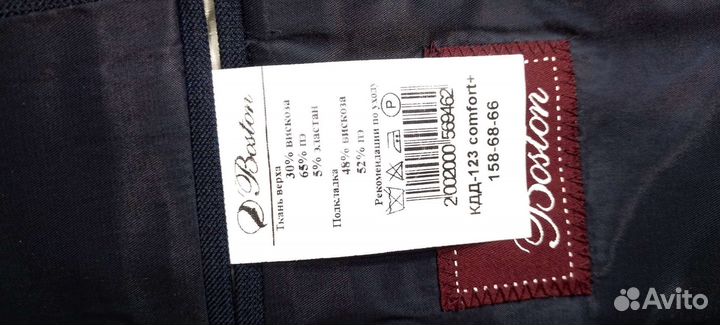 Boston
Ткань верха
30% вискоза
65% пэ
5% эластан
Подкладка
48% вискоза
52% пэ
Рекомендации по уходу
P
2002000569462
КДД-123 comfort+
158-68-66
Boston
Avito